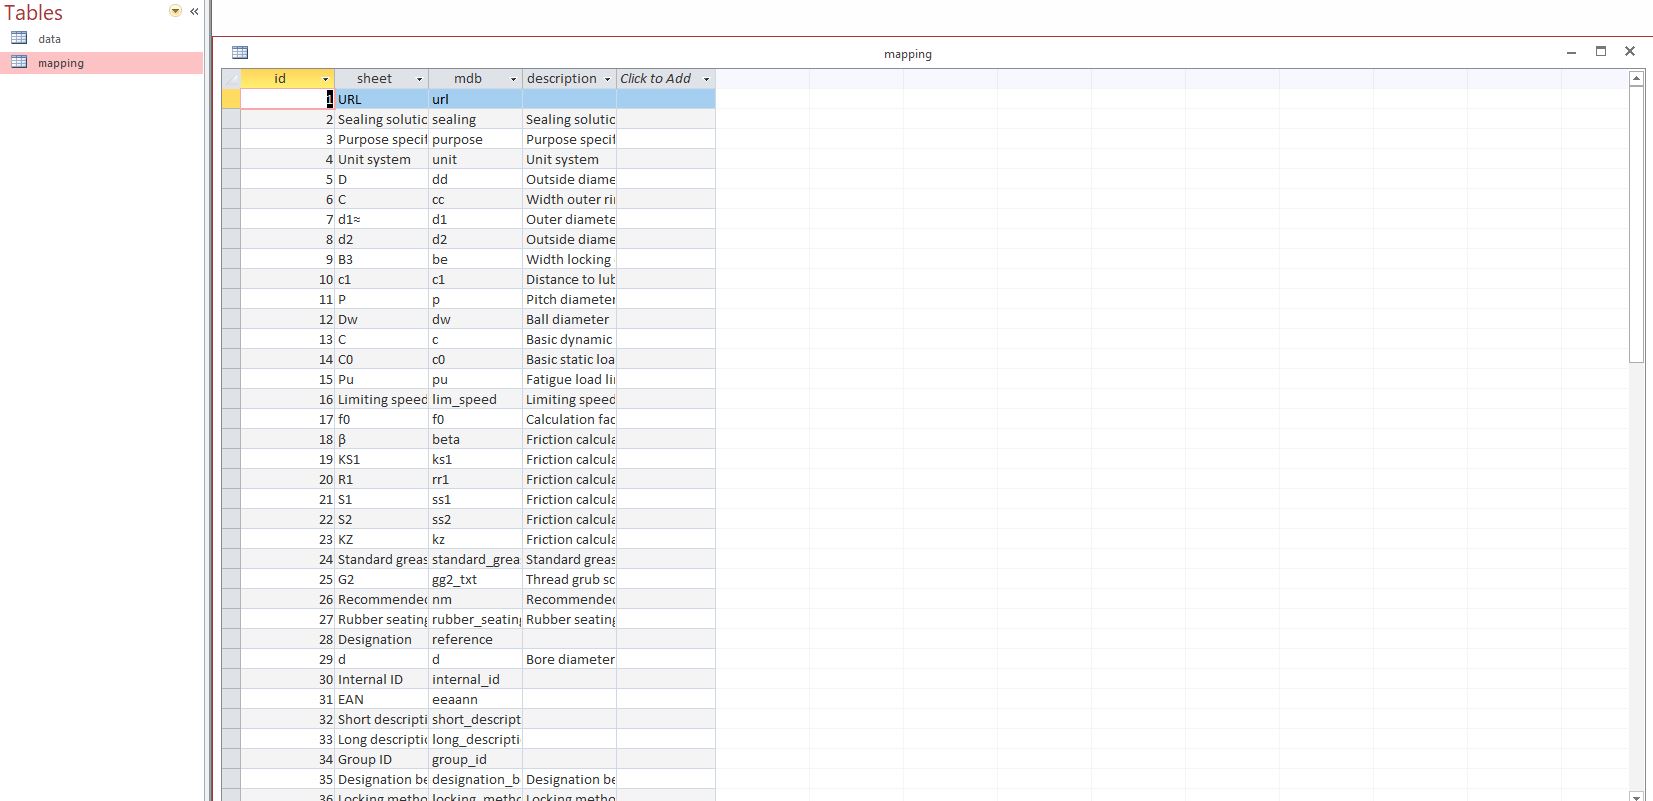 Tables
data
mapping
mapping
id sheet mdb description Click to Add
1 URL url
2 Sealing solutic sealing Sealing solutic
3 Purpose specif purpose Purpose specif
4 Unit system unit Unit system
5 D dd Outside diame
6 C cc Width outer ri
7 d1≈ d1 Outer diamete
8 d2 d2 Outside diame
9 B3 be Width locking
10 c1 c1 Distance to lub
11 P p Pitch diameter
12 Dw dw Ball diameter
13 C c Basic dynamic
14 C0 c0 Basic static loa
15 Pu pu Fatigue load li
16 Limiting speed lim_speed Limiting speed
17 f0 f0 Calculation fac
18 β beta Friction calcula
19 KS1 ks1 Friction calcula
20 R1 rr1 Friction calcula
21 S1 ss1 Friction calcula
22 S2 ss2 Friction calcula
23 KZ kz Friction calcula
24 Standard greas standard_grea Standard greas
25 G2 gg2_txt Thread grub sc
26 Recommended nm Recommended
27 Rubber seating rubber_seating Rubber seating
28 Designation reference
29 d d Bore diameter
30 Internal ID internal_id
31 EAN eeaann
32 Short descripti short_descript
33 Long descriptic long_descripti
34 Group ID group_id
35 Designation be designation_b Designation be
36 Locking metho locking_metho Locking metho